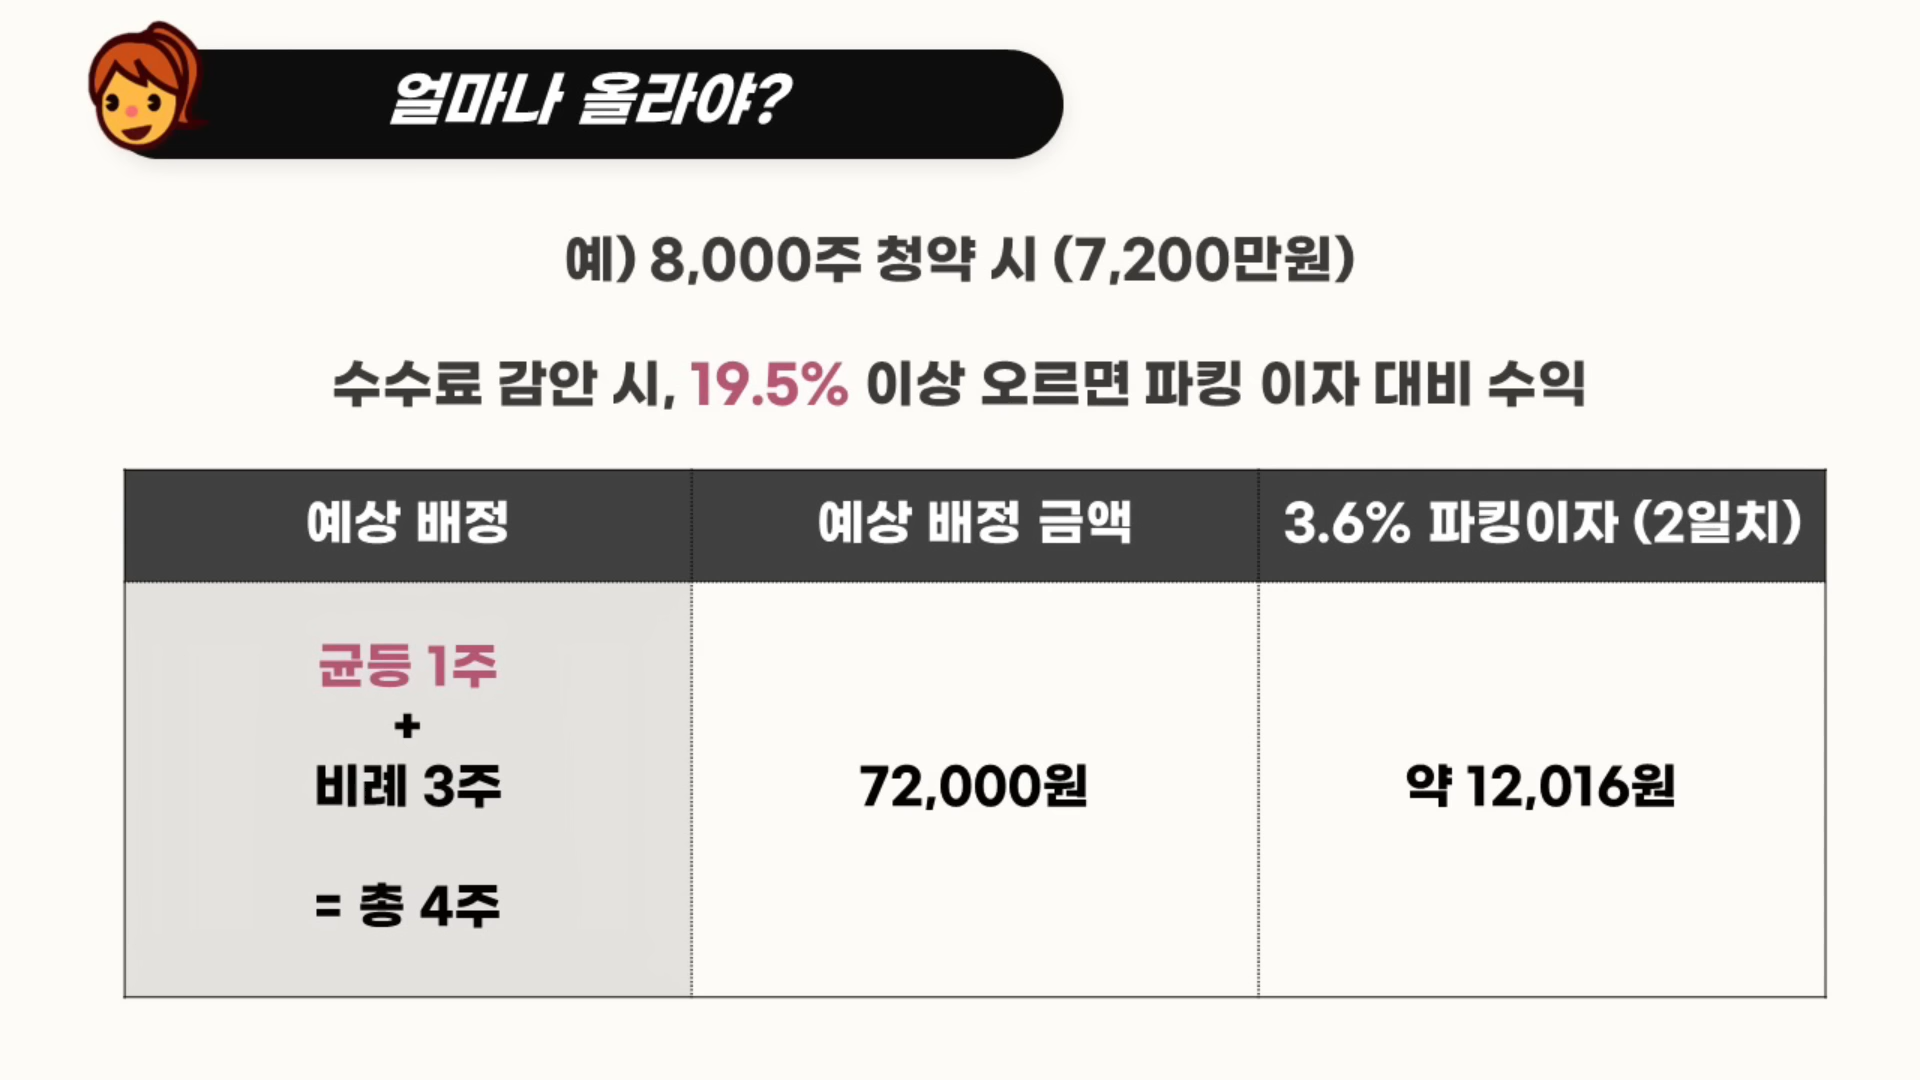 얼마나 올라야?
예) 8,000주 청약 시 (7,200만원)
수수료 감안 시, 19.5% 이상 오르면 파킹 이자 대비 수익
예상 배정
예상 배정 금액
3.6% 파킹이자 (2일치)
균등 1주
+
비례 3주
= 총 4주
72,000원
약 12,016원